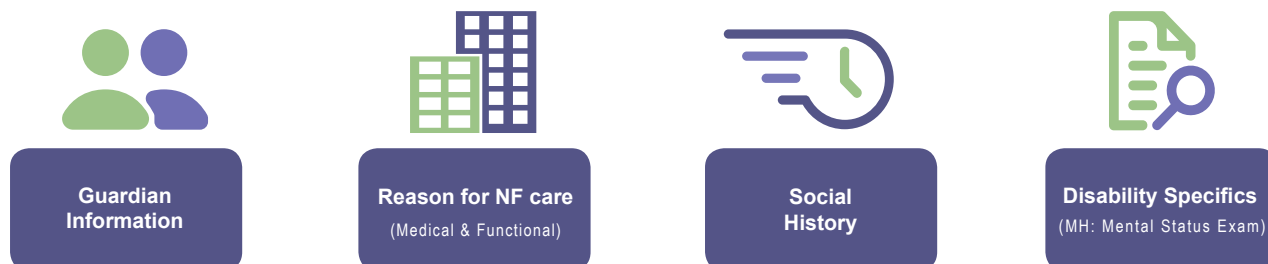 Guardian
Information
Reason for NF care
(Medical & Functional)
Social
History
Disability Specifics
(MH: Mental Status Exam)